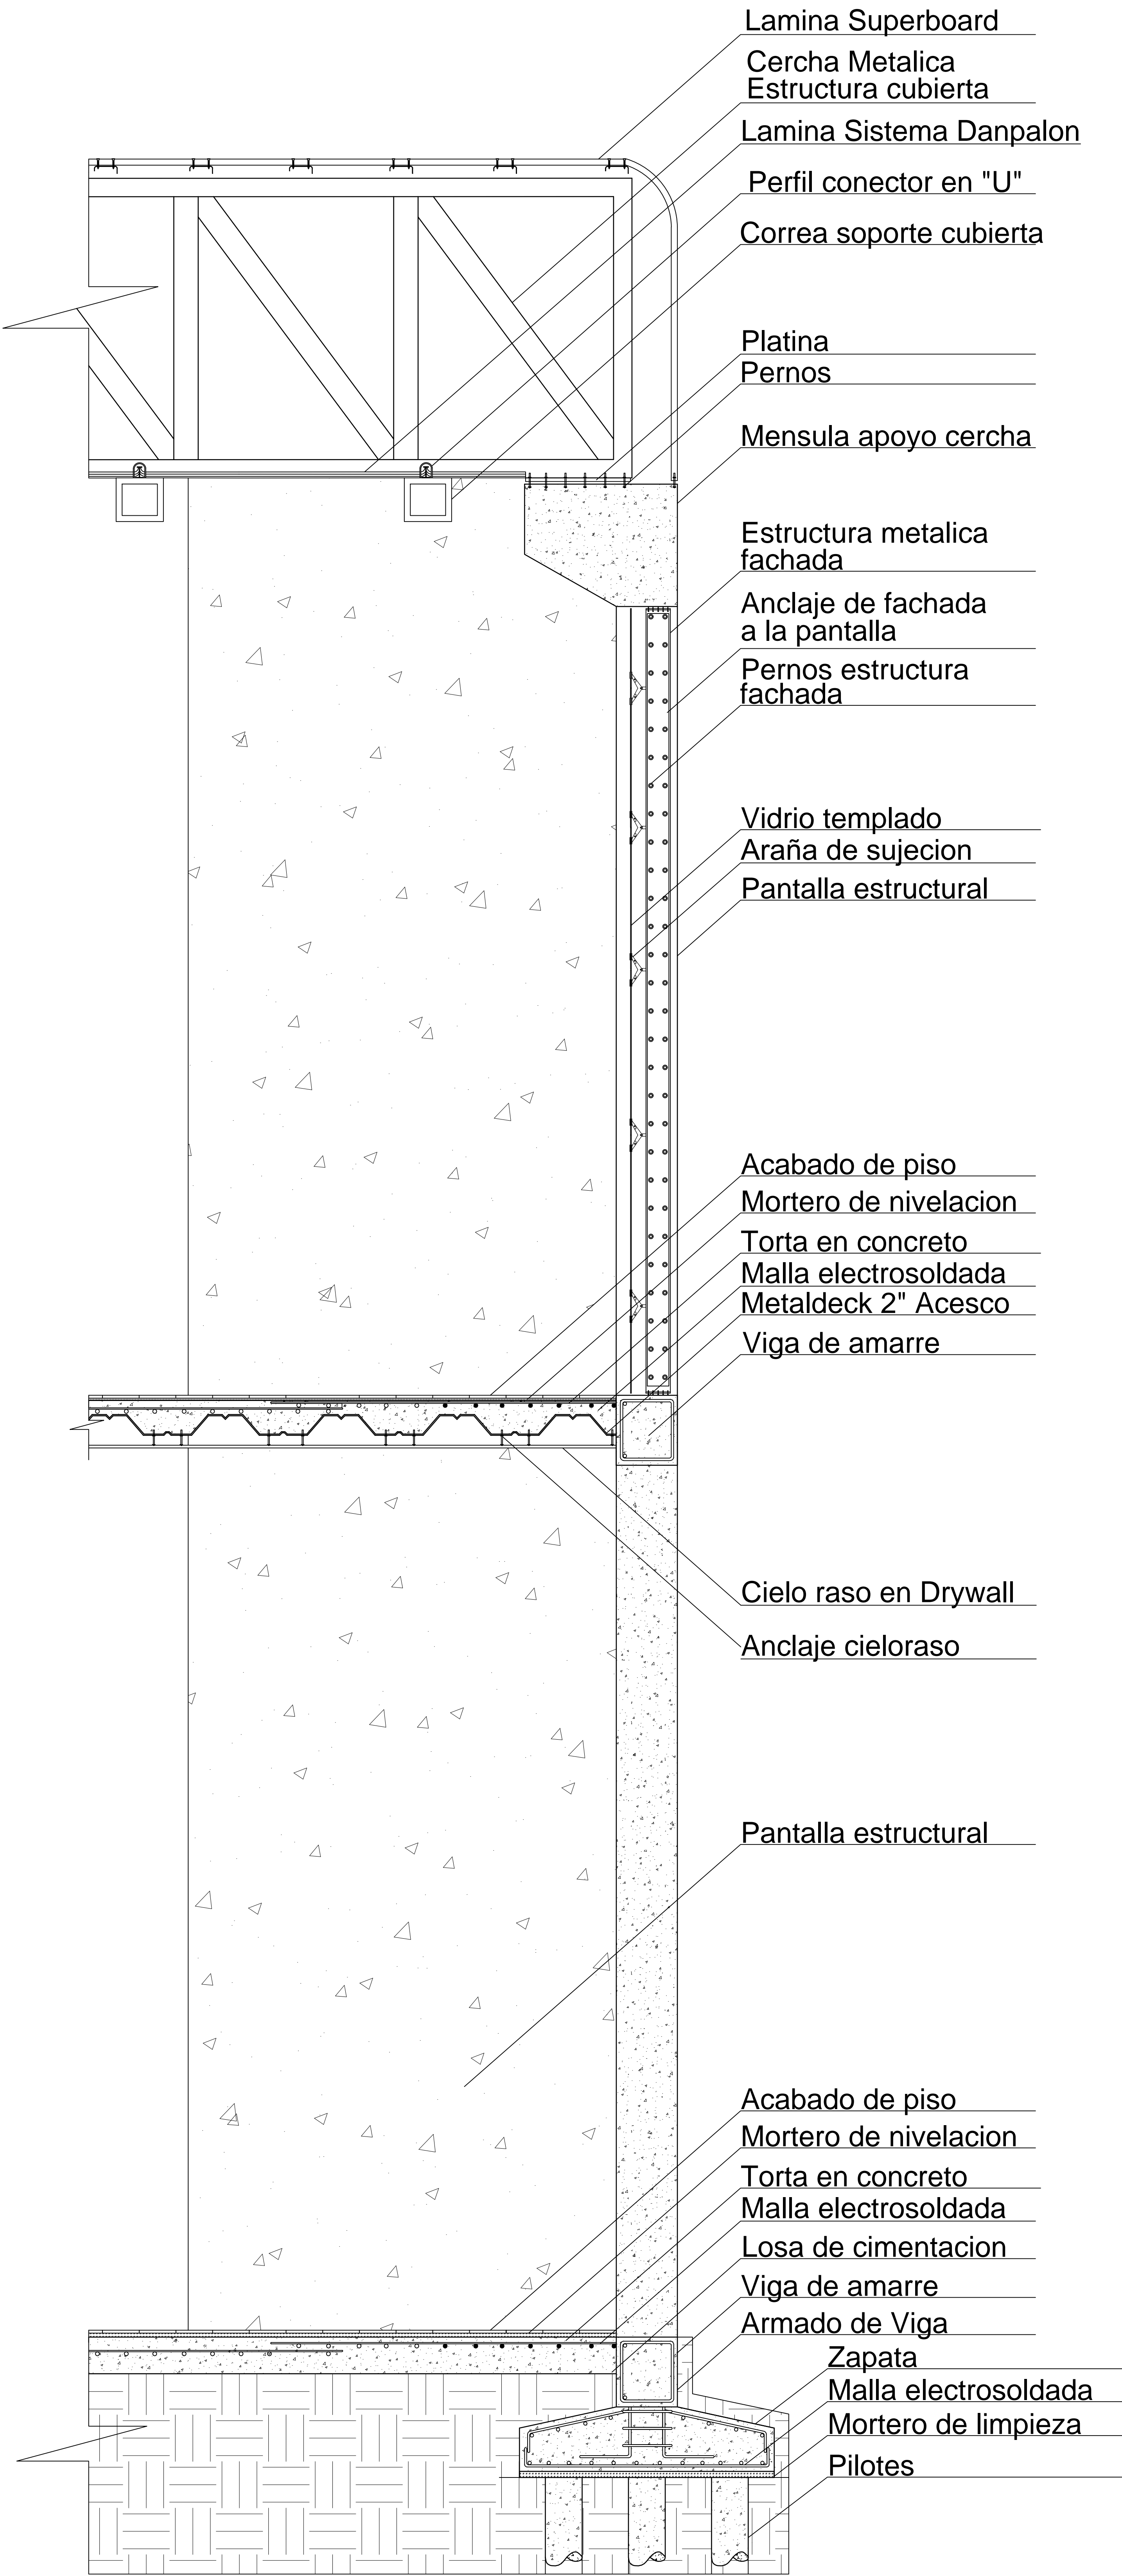 Lamina Superboard
Cercha Metalica
Estructura cubierta
Lamina Sistema Danpalon
Perfil conector en "U"
Correa soporte cubierta
Platina
Pernos
Mensula apoyo cercha
Estructura metalica
fachada
Anclaje de fachada
a la pantalla
Pernos estructura
fachada
Vidrio templado
Araña de sujecion
Pantalla estructural
Acabado de piso
Mortero de nivelacion
Torta en concreto
Malla electrosoldada
Metaldeck 2" Acesco
Viga de amarre
Cielo raso en Drywall
Anclaje cieloraso
Pantalla estructural
Acabado de piso
Mortero de nivelacion
Torta en concreto
Malla electrosoldada
Losa de cimentacion
Viga de amarre
Armado de Viga
Zapata
Malla electrosoldada
Mortero de limpieza
Pilotes